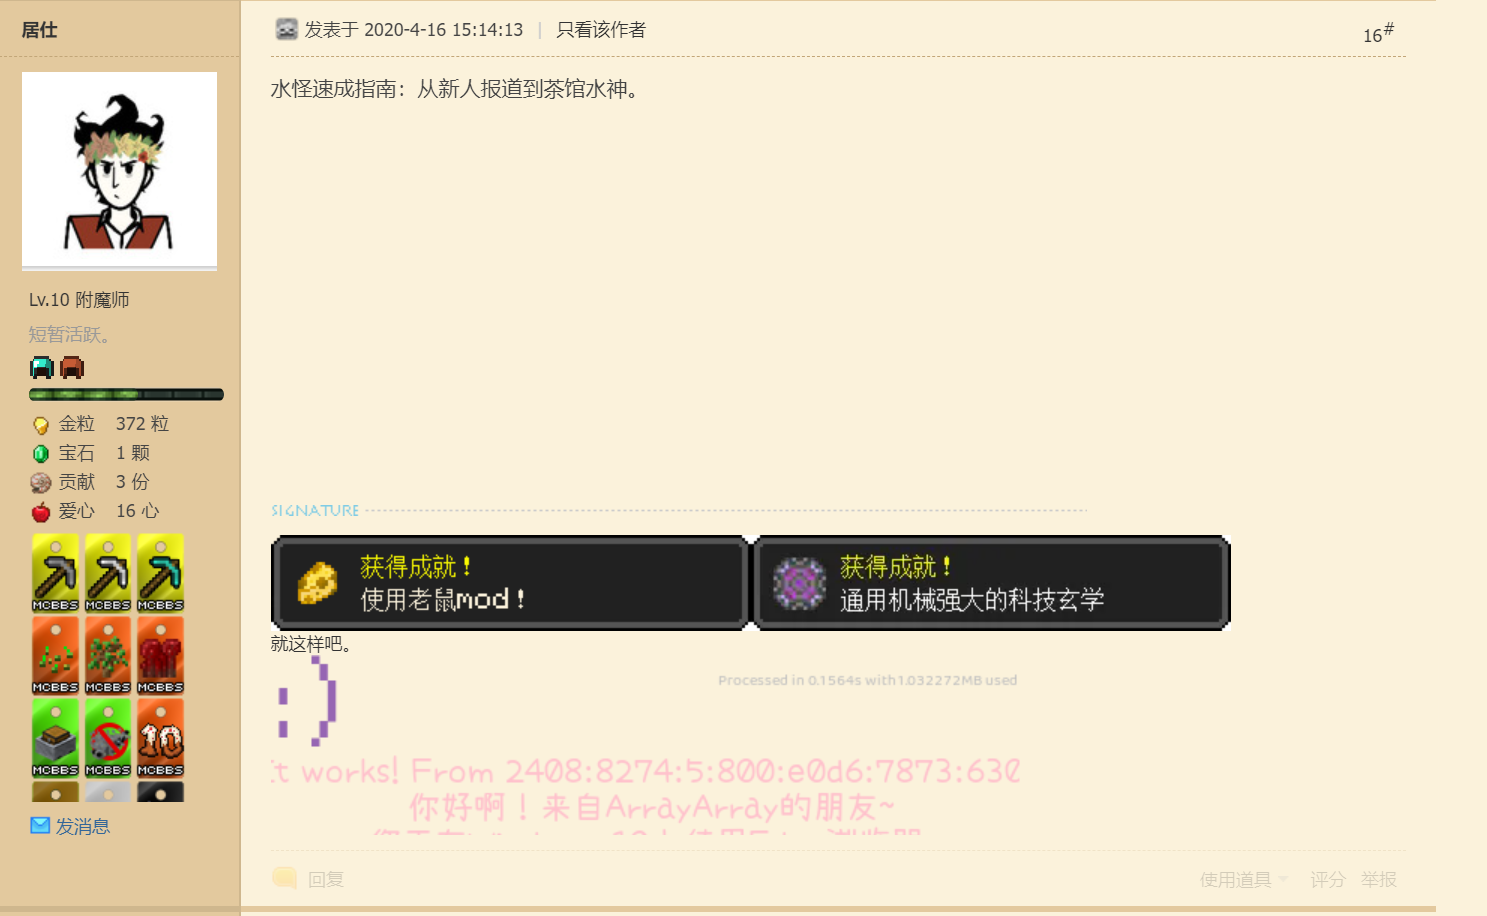 居仕
发表于 2020-4-16 15:14:13 | 只看该作者
16#
水怪速成指南：从新人报道到茶馆水神。
Lv.10 附魔师
短暂活跃。
金粒 372 粒
宝石 1 颗
贡献 3 份
爱心 16 心
MCBBS MCBBS MCBBS
MCBBS MCBBS MCBBS
10
MCBBS MCBBS MCBBS
发消息
SIGNATURE
获得成就！
使用老鼠mod！
获得成就！
通用机械强大的科技玄学
就这样吧。
Processed in 0.1564s with1.032272MB used
:)
It works! From 2408:8274:5:800:e0d6:7873:630
你好啊！来自ArrayArray的朋友~
回复
使用道具 评分 举报